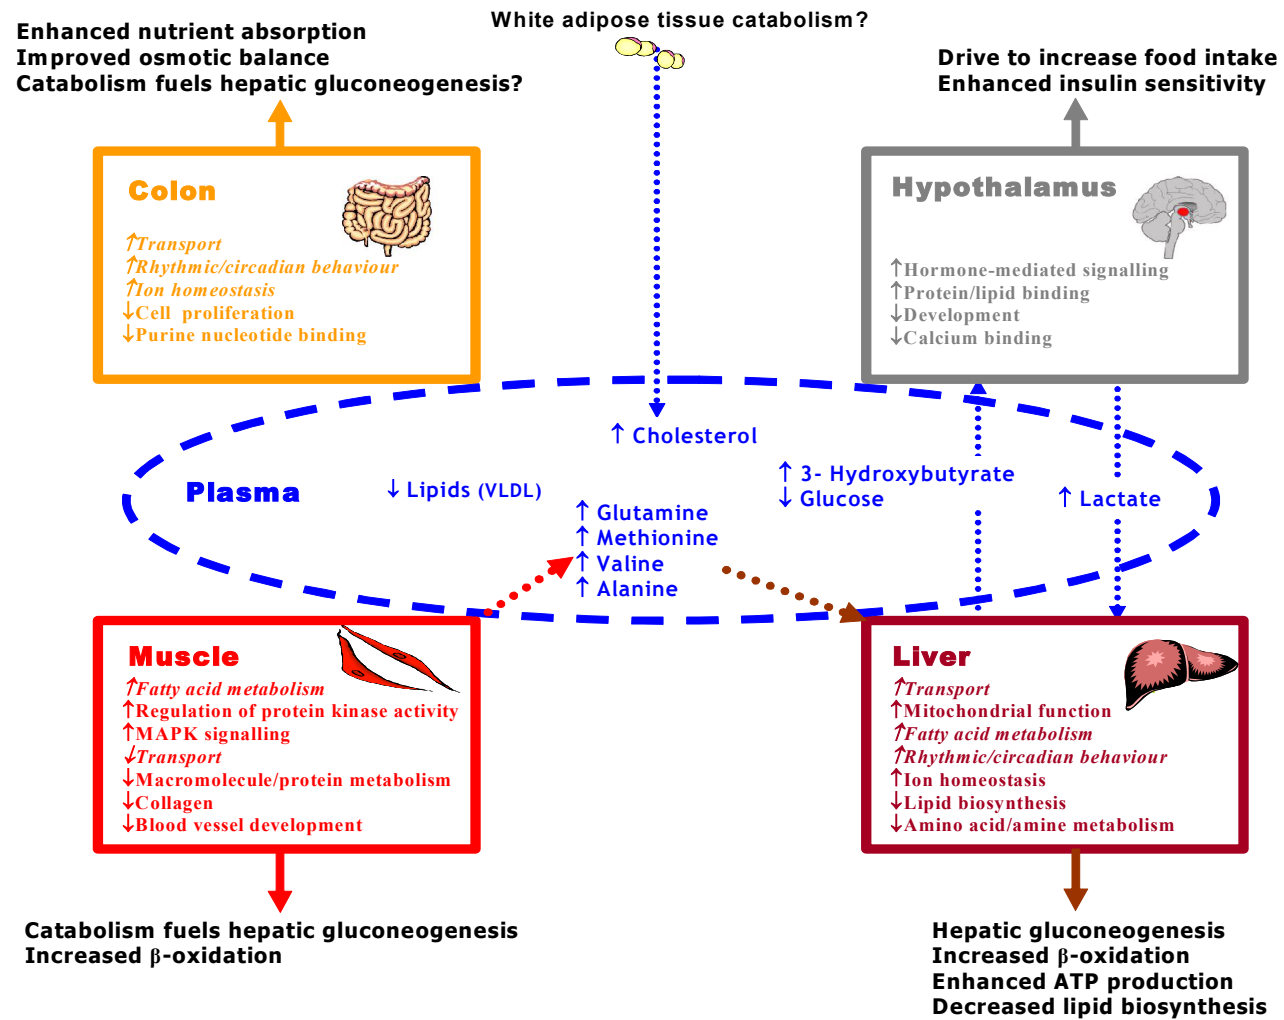 White adipose tissue catabolism?
Enhanced nutrient absorption
Improved osmotic balance
Catabolism fuels hepatic gluconeogenesis?
Drive to increase food intake
Enhanced insulin sensitivity
Colon
↑Transport
↑Rhythmic/circadian behaviour
↑Ion homeostasis
↓Cell proliferation
↓Purine nucleotide binding
Hypothalamus
↑Hormone-mediated signalling
↑Protein/lipid binding
↓Development
↓Calcium binding
Plasma
↑ Cholesterol
↓ Lipids (VLDL)
↑ Glutamine
↑ Methionine
↑ Valine
↑ Alanine
↑ 3- Hydroxybutyrate
↓ Glucose
↑ Lactate
Muscle
↑Fatty acid metabolism
↑Regulation of protein kinase activity
↑MAPK signalling
↓Transport
↓Macromolecule/protein metabolism
↓Collagen
↓Blood vessel development
Liver
↑Transport
↑Mitochondrial function
↑Fatty acid metabolism
↑Rhythmic/circadian behaviour
↑Ion homeostasis
↓Lipid biosynthesis
↓Amino acid/amine metabolism
Catabolism fuels hepatic gluconeogenesis
Increased β-oxidation
Hepatic gluconeogenesis
Increased β-oxidation
Enhanced ATP production
Decreased lipid biosynthesis